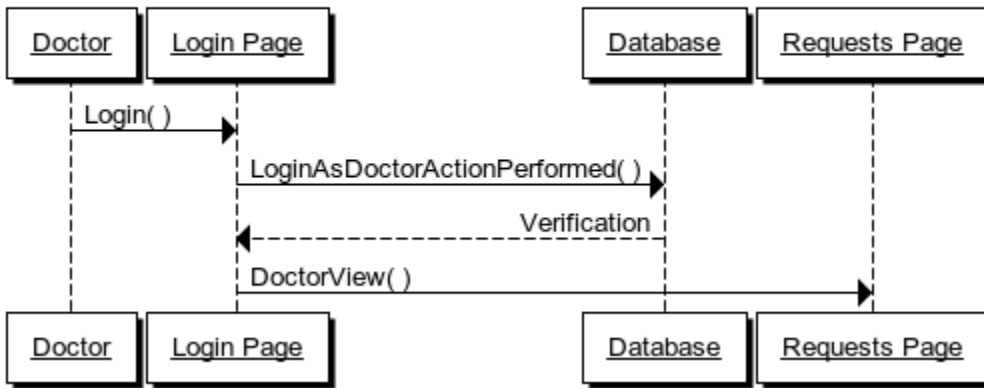 Doctor
Login Page
Database
Requests Page
Login( )
LoginAsDoctorActionPerformed( )
Verification
DoctorView( )
Doctor
Login Page
Database
Requests Page